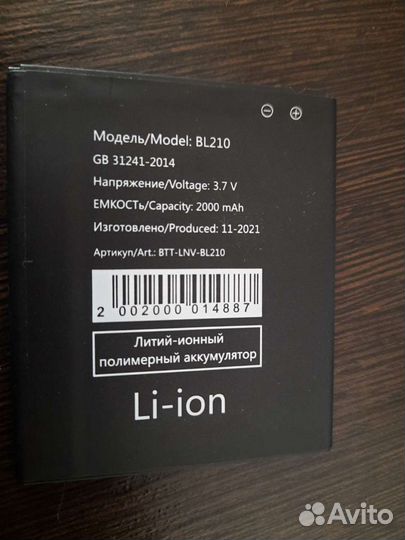 Модель/Model: BL210
GB 31241-2014
Напряжение/Voltage: 3.7 V
ЕМКОСТЬ/Capacity: 2000 mAh
Изготовлено/Produced: 11-2021
Артикул/Art.: BTT-LNV-BL210
2 002000 014887
Литий-ионный
полимерный аккумулятор
Li-ion
Avito